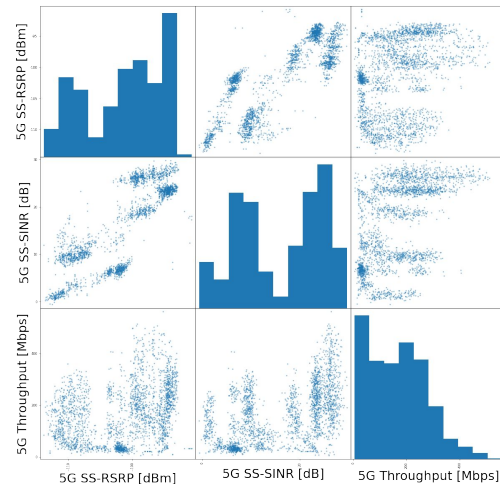 5G SS-RSRP [dBm]
5G SS-SINR [dB]
5G Throughput [Mbps]
5G SS-RSRP [dBm]
5G SS-SINR [dB]
5G Throughput [Mbps]